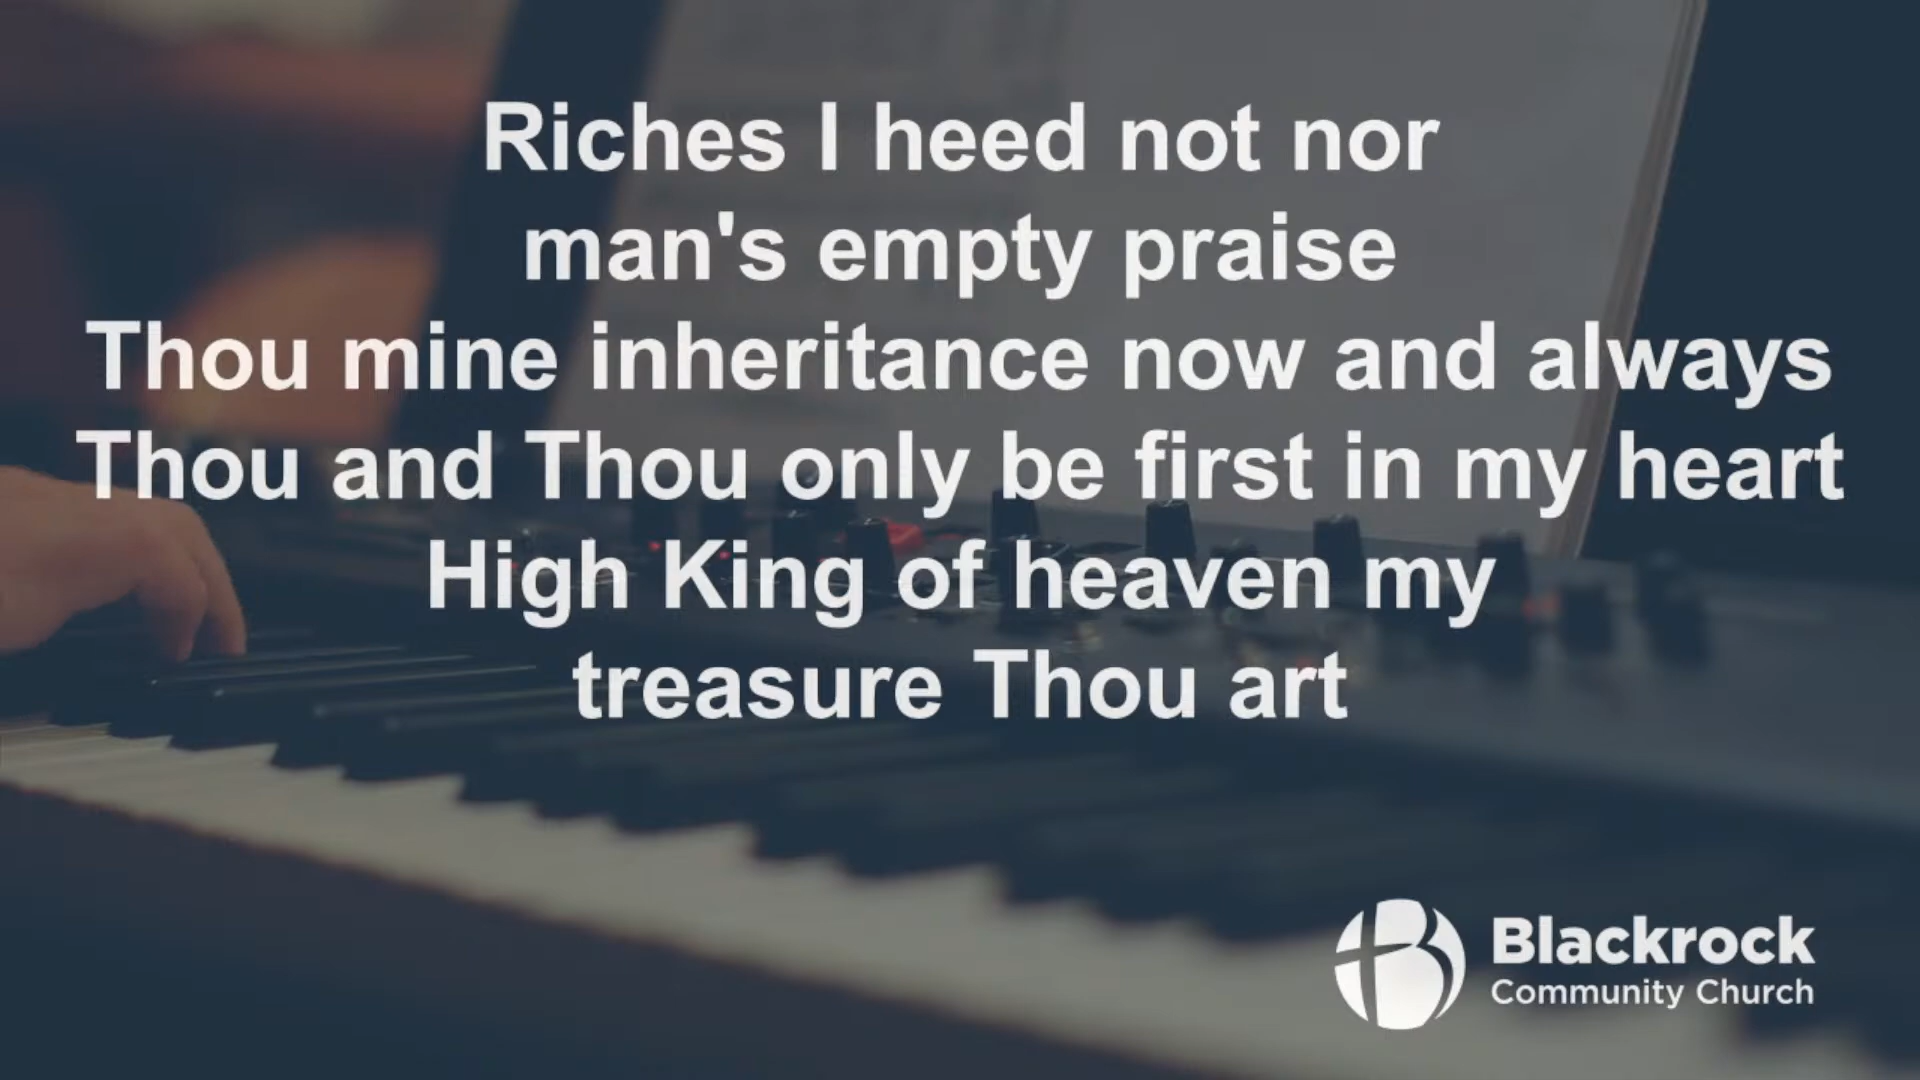 Riches I heed not nor
man's empty praise
Thou mine inheritance now and always
Thou and Thou only be first in my heart
High King of heaven my
treasure Thou art
Blackrock
Community Church